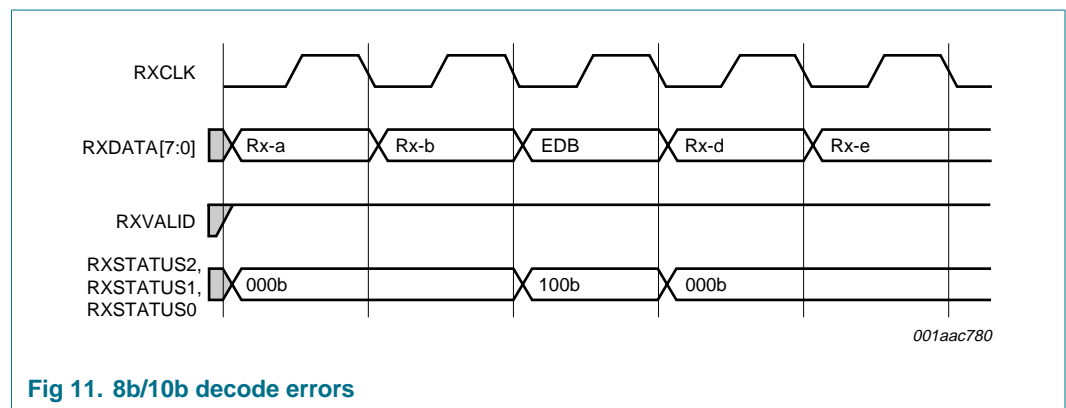 RXCLK
RXDATA[7:0]
Rx-a
Rx-b
EDB
Rx-d
Rx-e
RXVALID
RXSTATUS2,
RXSTATUS1,
RXSTATUS0
000b
100b
000b
001aac780
Fig 11. 8b/10b decode errors